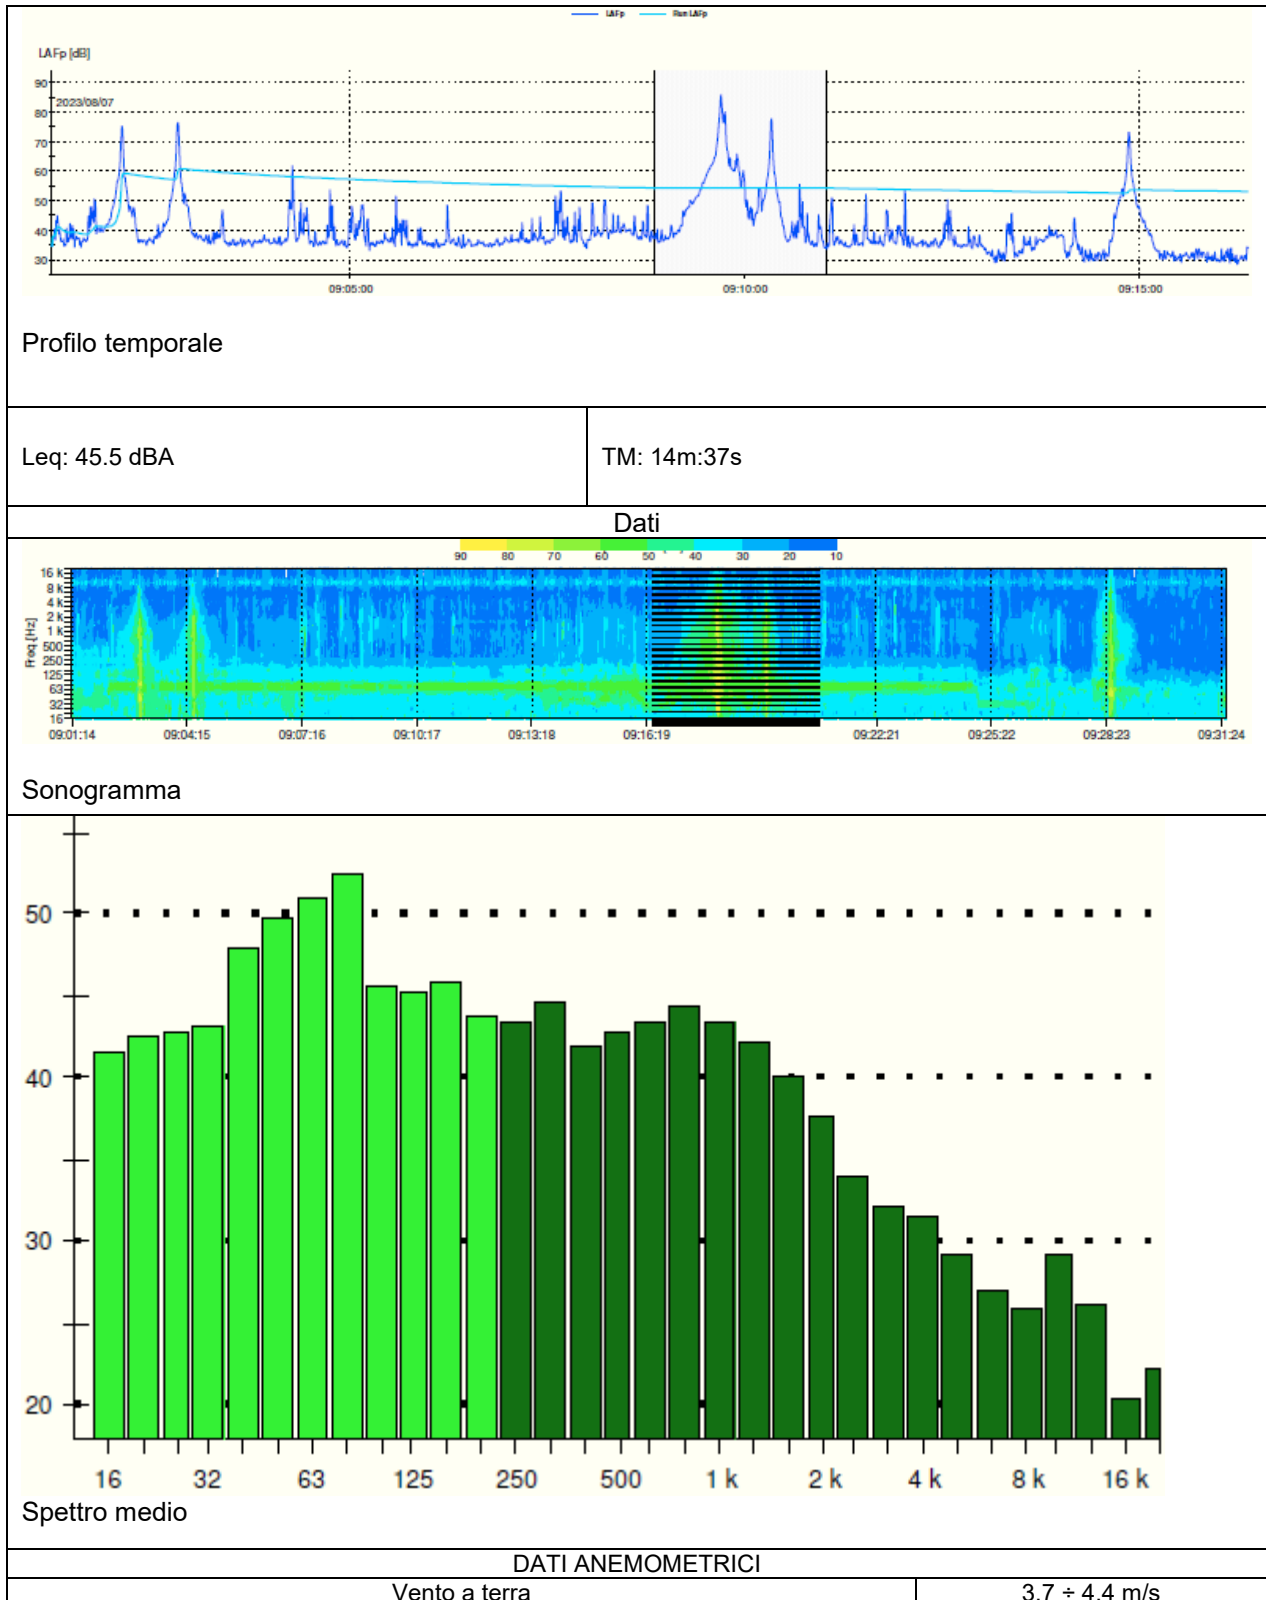 LAFp Run LAFp
LAFp [dB]
90
2023/08/07
80
70
60
50
40
30
09:05:00 09:10:00 09:15:00
Profilo temporale
Leq: 45.5 dBA TM: 14m:37s
Dati
90 80 70 60 50 40 30 20 10
Freq.[Hz]
16 k
8 k
4 k
2 k
1 k
500
250
125
63
32
16
09:01:14 09:04:15 09:07:16 09:10:17 09:13:18 09:16:19 09:22:21 09:25:22 09:28:23 09:31:24
Sonogramma
50
40
30
20
16 32 63 125 250 500 1 k 2 k 4 k 8 k 16 k
Spettro medio
DATI ANEMOMETRICI
Vento a terra 3.7 ÷ 4.4 m/s